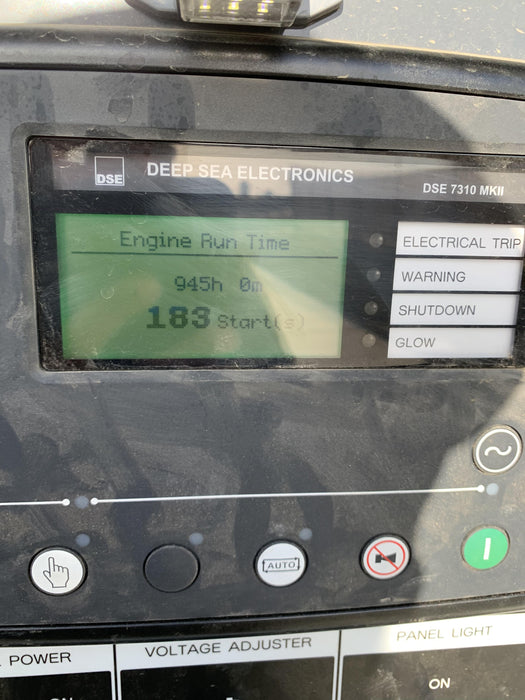 DSE
DEEP SEA ELECTRONICS
DSE 7310 MKII
Engine Run Time
945h 0m
183 Start(s)
ELECTRICAL TRIP
WARNING
SHUTDOWN
GLOW
AUTO
POWER
VOLTAGE ADJUSTER
PANEL LIGHT
ON